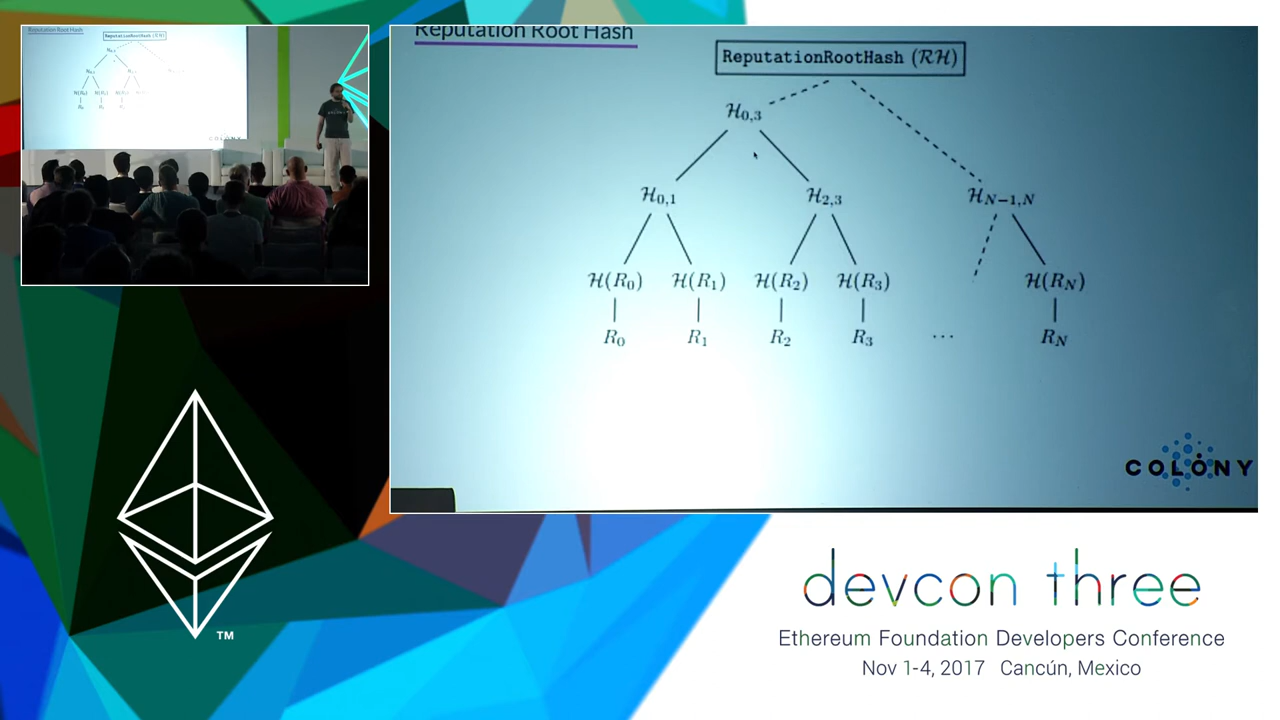 Reputation Root Hash
ReputationRootHash (RH)
H0,3
H0,1 H2,3 HN−1,N
H(R0) H(R1) H(R2) H(R3) H(RN)
R0 R1 R2 R3 ... RN
COLONY
TM
devcon three
Ethereum Foundation Developers Conference
Nov 1-4, 2017 Cancún, Mexico